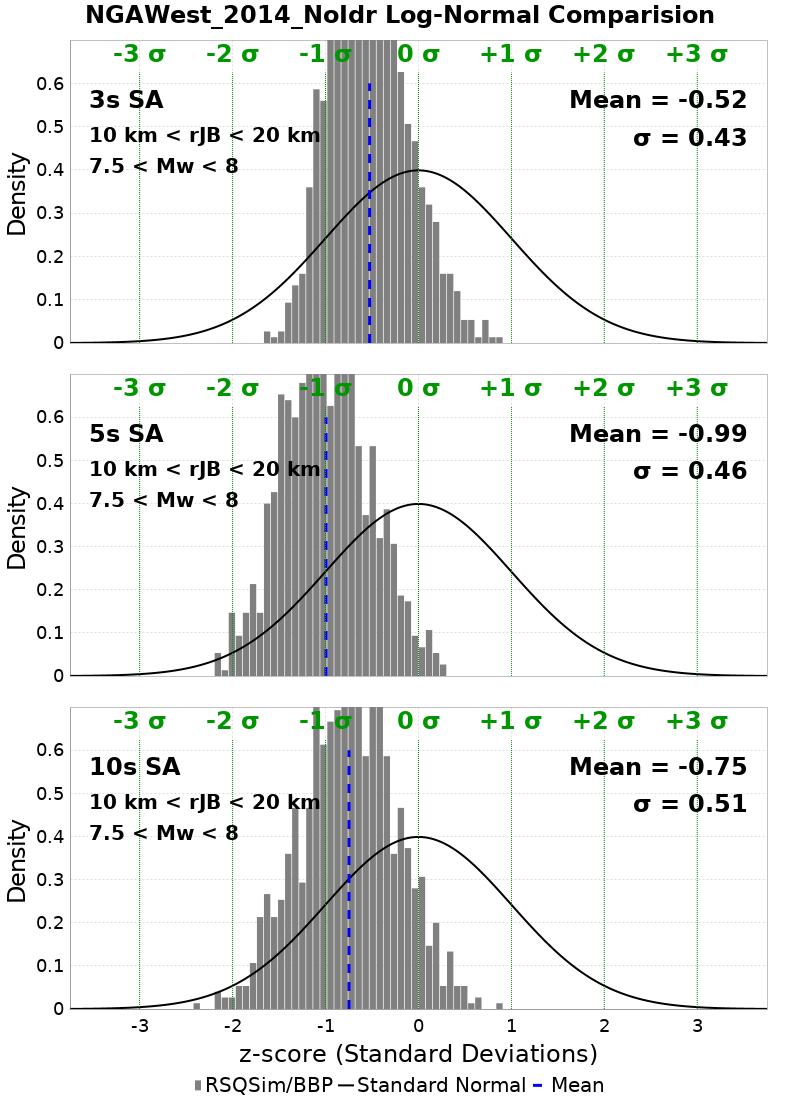 NGAWest_2014_NoIdr Log-Normal Comparision
-3 σ -2 σ -1 σ 0 σ +1 σ +2 σ +3 σ
3s SA
Mean = -0.52
10 km < rJB < 20 km
σ = 0.43
7.5 < Mw < 8
0.6
0.5
0.4
0.3
0.2
0.1
0
Density
-3 σ -2 σ -1 σ 0 σ +1 σ +2 σ +3 σ
5s SA
Mean = -0.99
10 km < rJB < 20 km
σ = 0.46
7.5 < Mw < 8
0.6
0.5
0.4
0.3
0.2
0.1
0
Density
-3 σ -2 σ -1 σ 0 σ +1 σ +2 σ +3 σ
10s SA
Mean = -0.75
10 km < rJB < 20 km
σ = 0.51
7.5 < Mw < 8
0.6
0.5
0.4
0.3
0.2
0.1
0
Density
-3 -2 -1 0 1 2 3
z-score (Standard Deviations)
RSQSim/BBP Standard Normal Mean